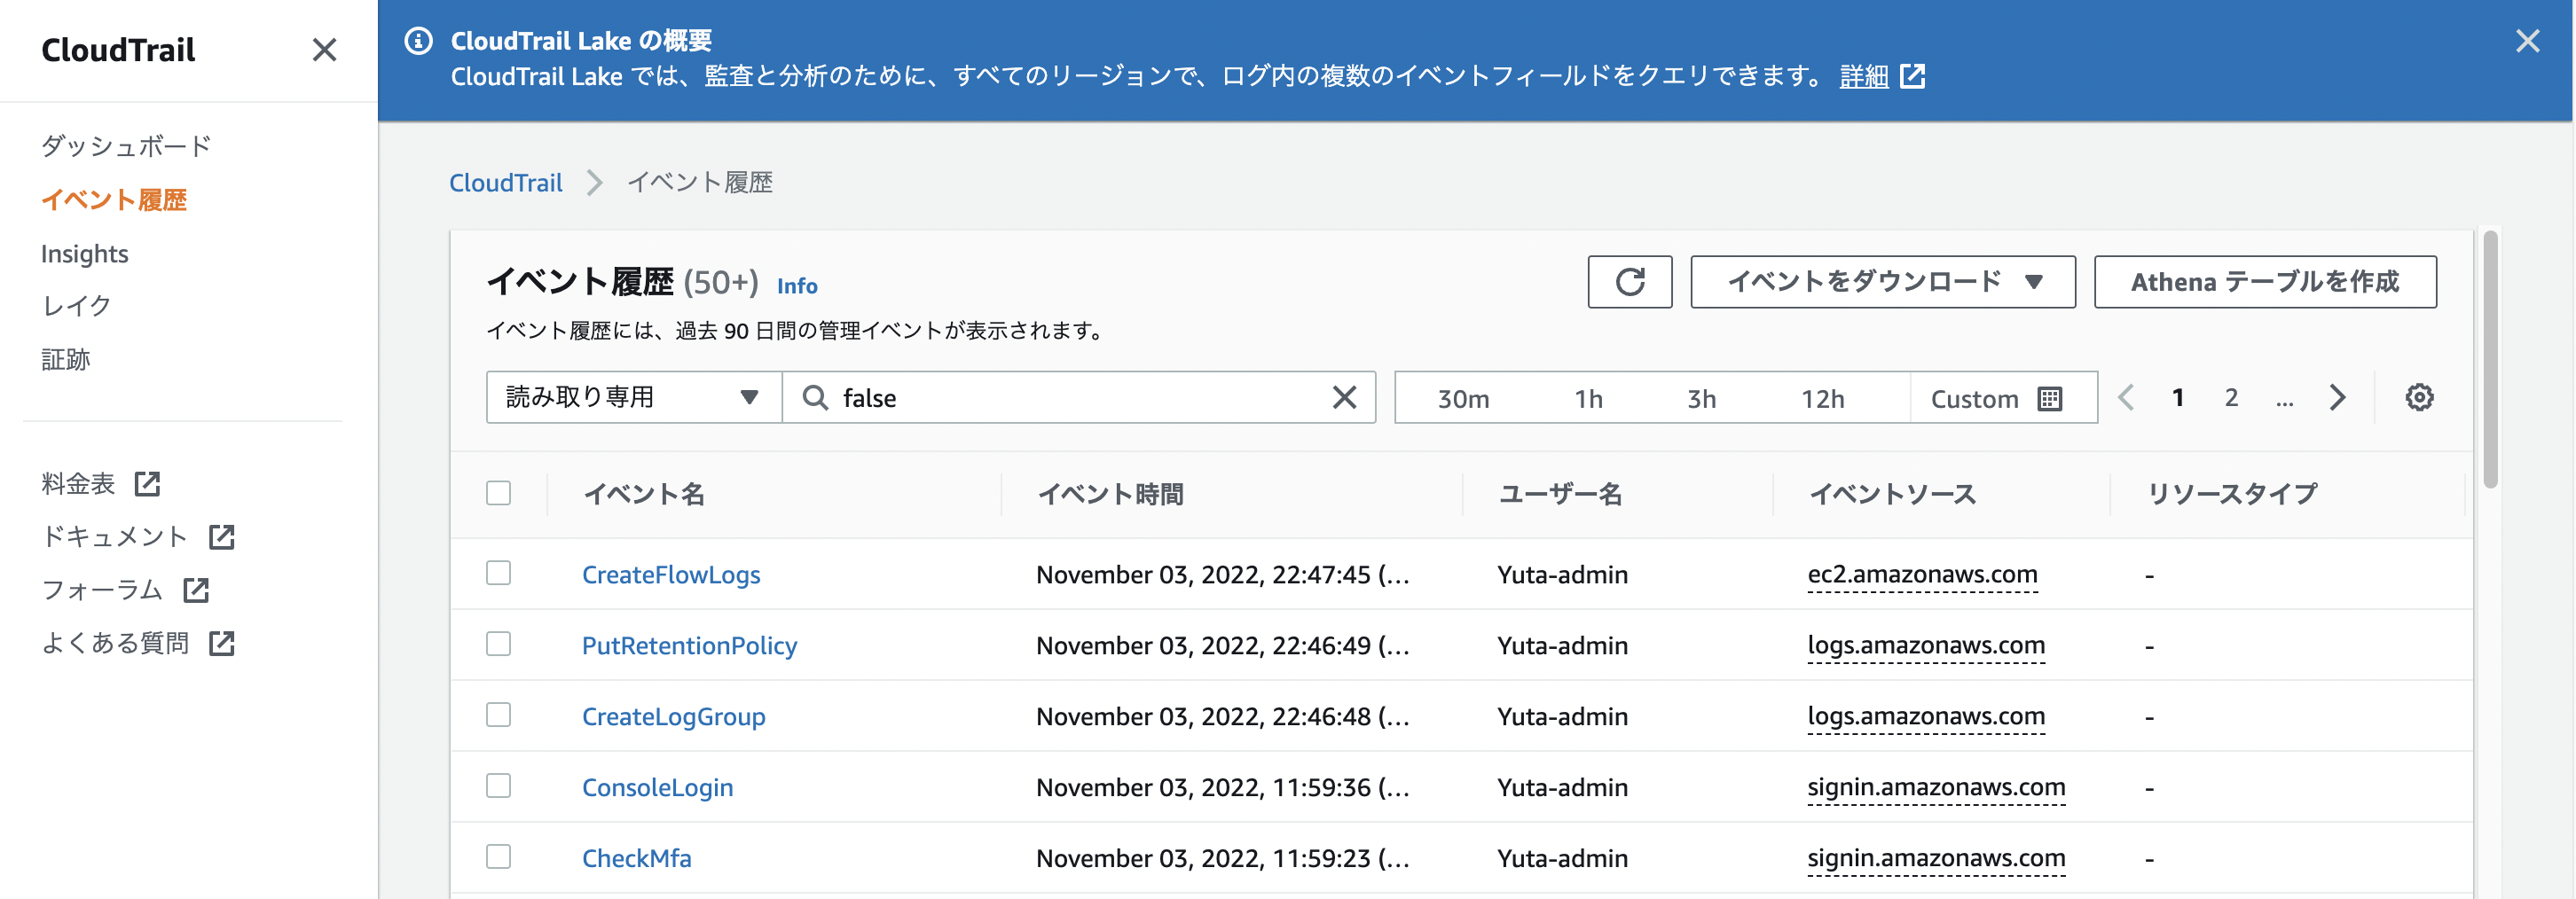 CloudTrail
ダッシュボード
イベント履歴
Insights
レイク
証跡
料金表
ドキュメント
フォーラム
よくある質問
CloudTrail Lake の概要
CloudTrail Lake では、監査と分析のために、すべてのリージョンで、ログ内の複数のイベントフィールドをクエリできます。 詳細
CloudTrail イベント履歴
イベント履歴 (50+) Info
イベントをダウンロード
Athena テーブルを作成
イベント履歴には、過去 90 日間の管理イベントが表示されます。
読み取り専用 false 30m 1h 3h 12h Custom 1 2 ...
イベント名 イベント時間 ユーザー名 イベントソース リソースタイプ
CreateFlowLogs November 03, 2022, 22:47:45 (... Yuta-admin ec2.amazonaws.com -
PutRetentionPolicy November 03, 2022, 22:46:49 (... Yuta-admin logs.amazonaws.com -
CreateLogGroup November 03, 2022, 22:46:48 (... Yuta-admin logs.amazonaws.com -
ConsoleLogin November 03, 2022, 11:59:36 (... Yuta-admin signin.amazonaws.com -
CheckMfa November 03, 2022, 11:59:23 (... Yuta-admin signin.amazonaws.com -